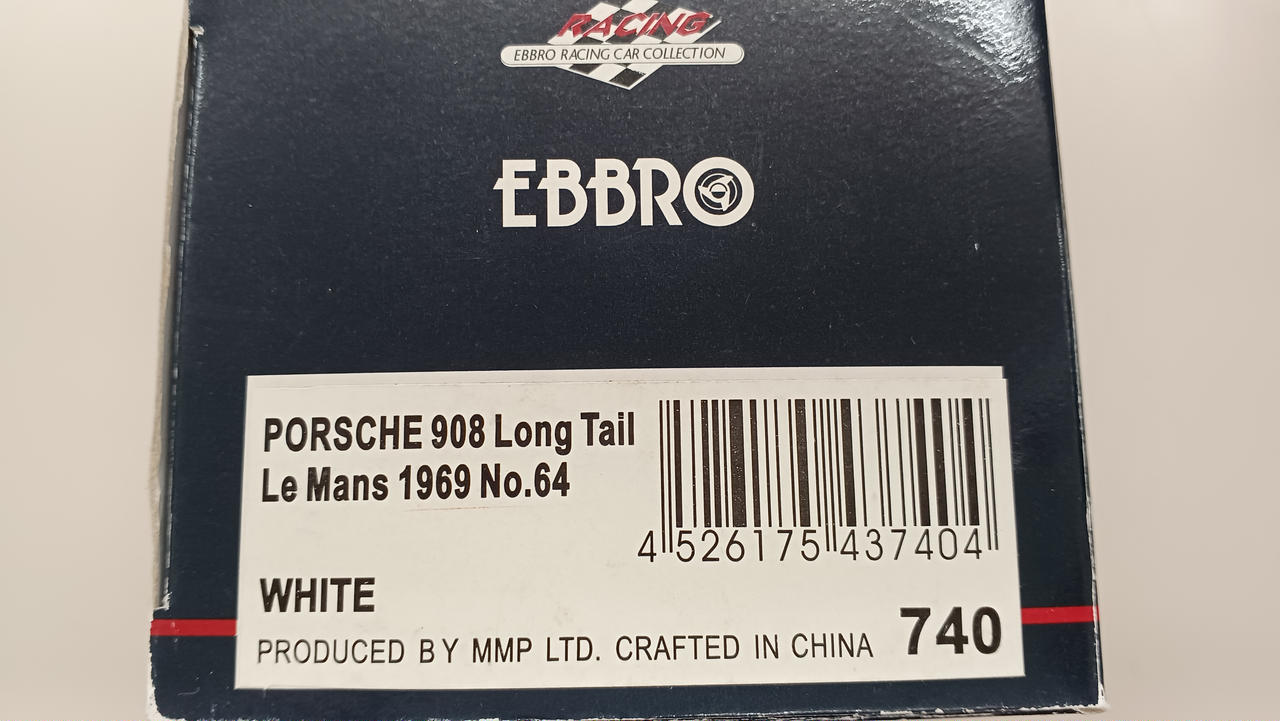 RACING
EBBRO RACING CAR COLLECTION
EBBRO
PORSCHE 908 Long Tail
Le Mans 1969 No.64
4 526175 437404
WHITE
PRODUCED BY MMP LTD. CRAFTED IN CHINA
740